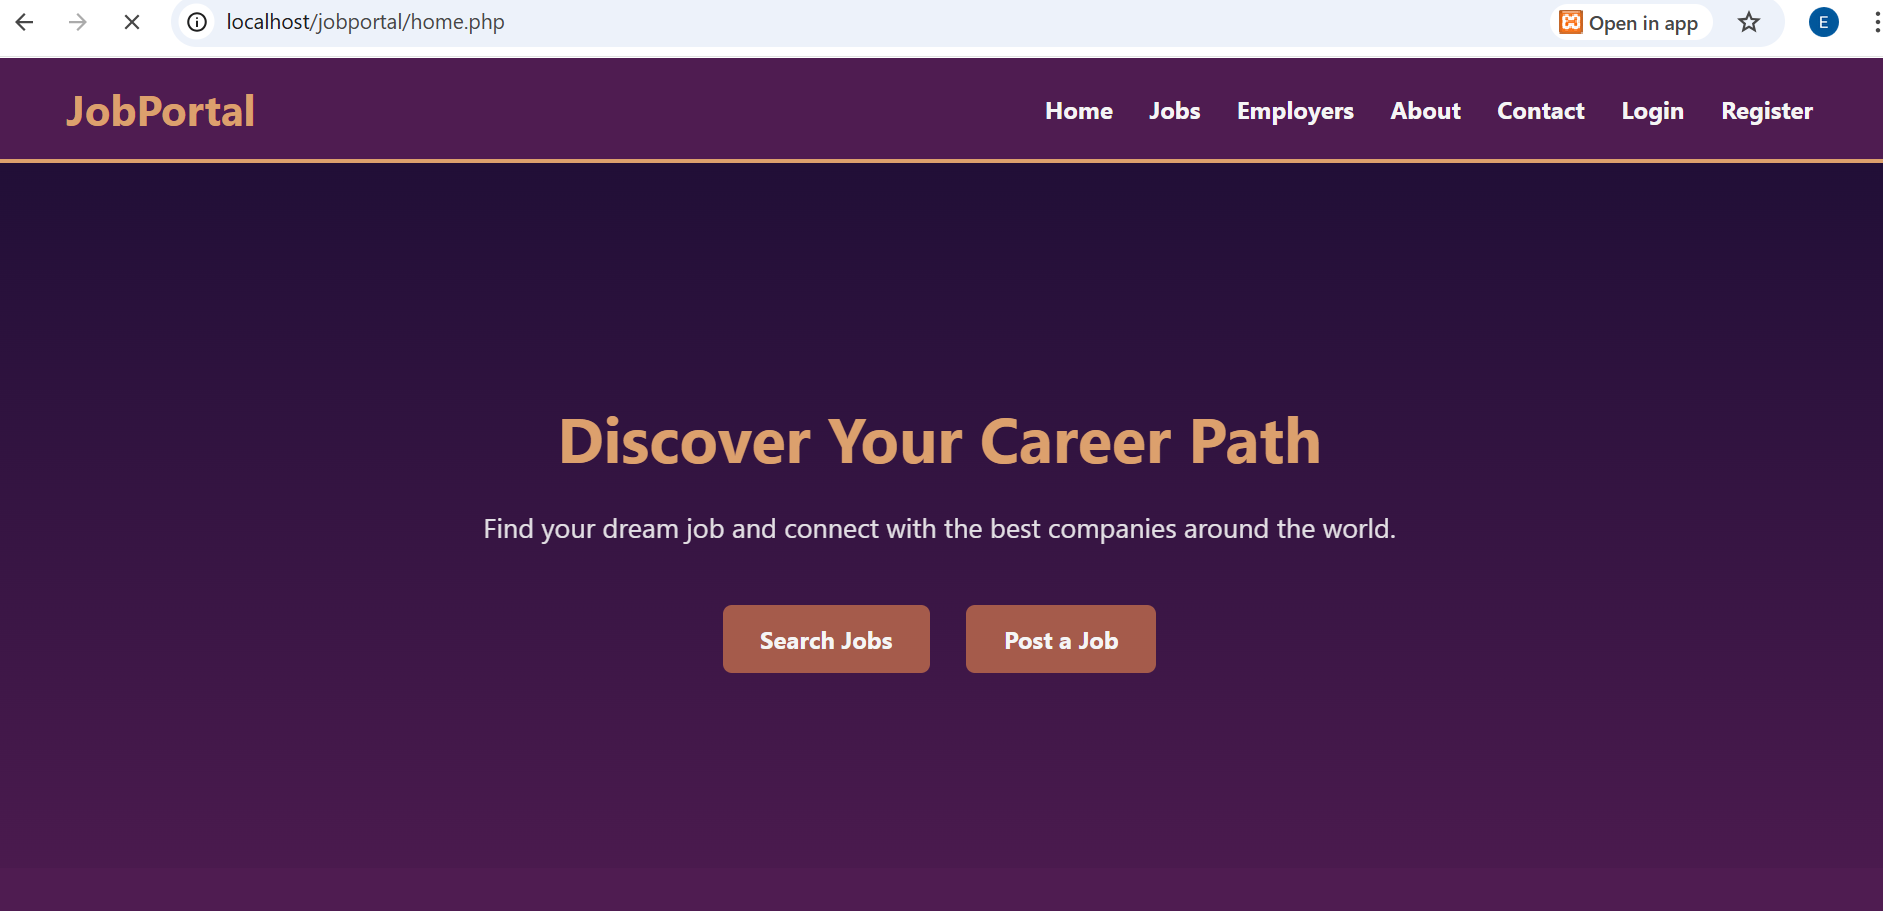 localhost/jobportal/home.php
Open in app
E
JobPortal
Home Jobs Employers About Contact Login Register
Discover Your Career Path
Find your dream job and connect with the best companies around the world.
Search Jobs Post a Job